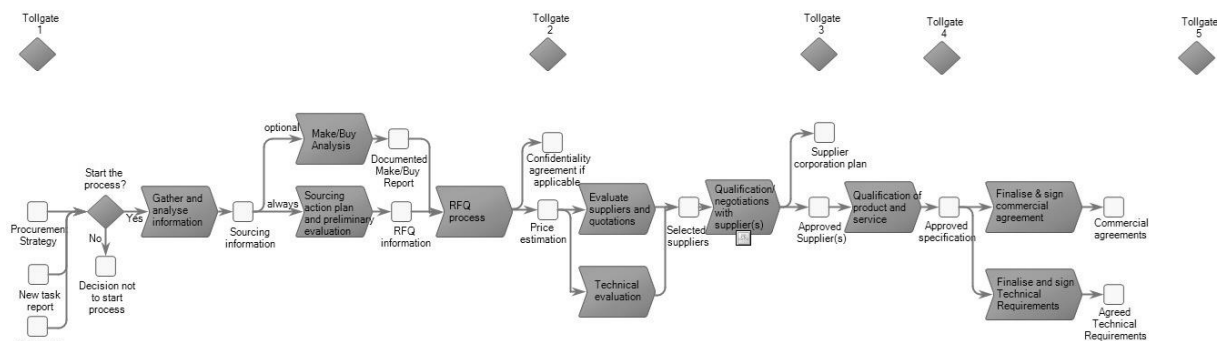 Tollgate
1
Tollgate
2
Tollgate
3
Tollgate
4
Tollgate
5
optional
Make/Buy
Analysis
Documented
Make/Buy
Report
Confidentiality
agreement if
applicable
Supplier
corporation plan
Start the
process?
Yes
No
Gather and
analyse
information
always
Sourcing
information
Sourcing
action plan
and preliminary
evaluation
RFQ
information
RFQ
process
Price
estimation
Evaluate
suppliers and
quotations
Selected
suppliers
Qualification/
negotiations
with
supplier(s)
Approved
Supplier(s)
Qualification of
product and
service
Approved
specification
Finalise & sign
commercial
agreement
Commercial
agreements
Procurement
Strategy
New task
report
Decision not
to start
process
Technical
evaluation
Finalise and sign
Technical
Requirements
Agreed
Technical
Requirements